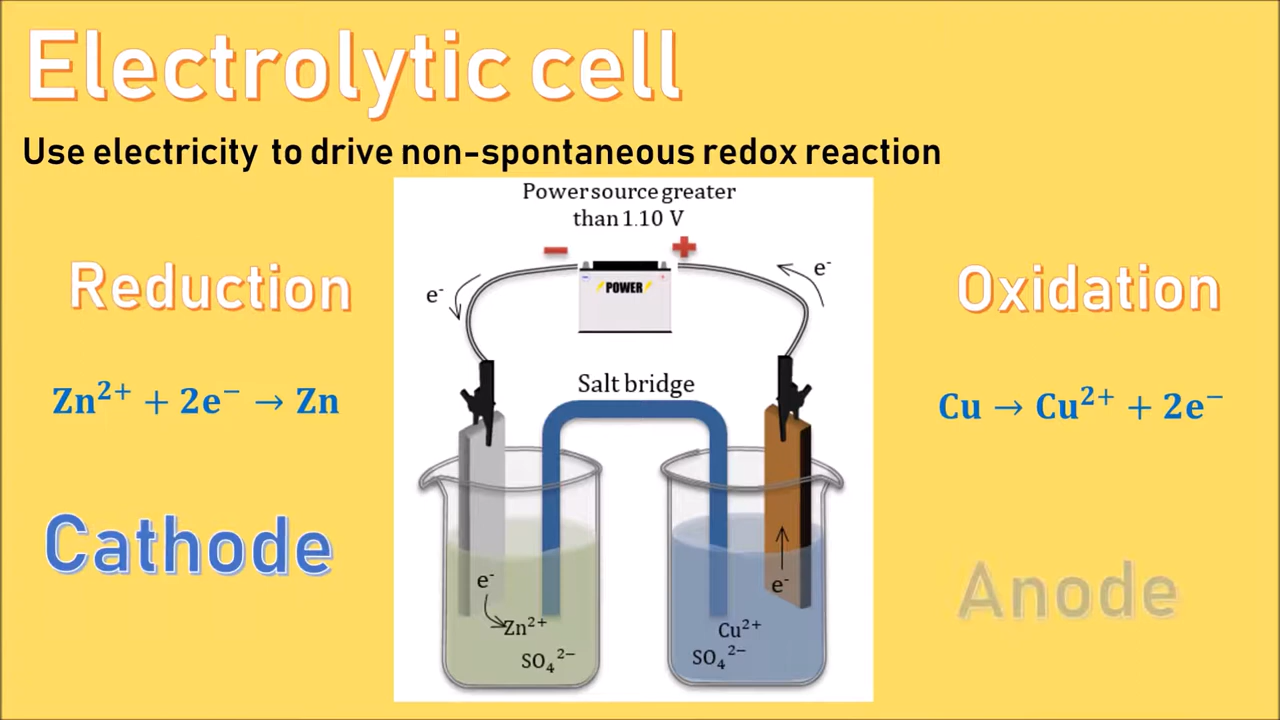 Electrolytic cell
Use electricity to drive non-spontaneous redox reaction
Power source greater
than 1.10 V
− +
POWER
e⁻
e⁻
Reduction
Oxidation
Zn²⁺ + 2e⁻ → Zn
Salt bridge
Cu → Cu²⁺ + 2e⁻
Cathode
Anode
e⁻
Zn²⁺
SO₄²⁻
e⁻
Cu²⁺
SO₄²⁻